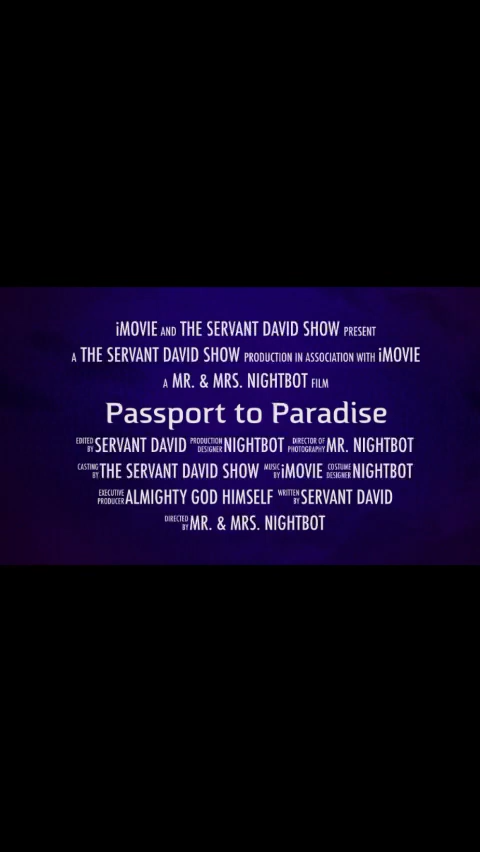 iMOVIE AND THE SERVANT DAVID SHOW PRESENT
A THE SERVANT DAVID SHOW PRODUCTION IN ASSOCIATION WITH iMOVIE
A MR. & MRS. NIGHTBOT FILM
Passport to Paradise
EDITED BY SERVANT DAVID PRODUCTION DESIGNER NIGHTBOT DIRECTOR OF PHOTOGRAPHY MR. NIGHTBOT
CASTING BY THE SERVANT DAVID SHOW MUSIC BY iMOVIE COSTUME DESIGNER NIGHTBOT
EXECUTIVE PRODUCER ALMIGHTY GOD HIMSELF WRITTEN BY SERVANT DAVID
DIRECTED BY MR. & MRS. NIGHTBOT